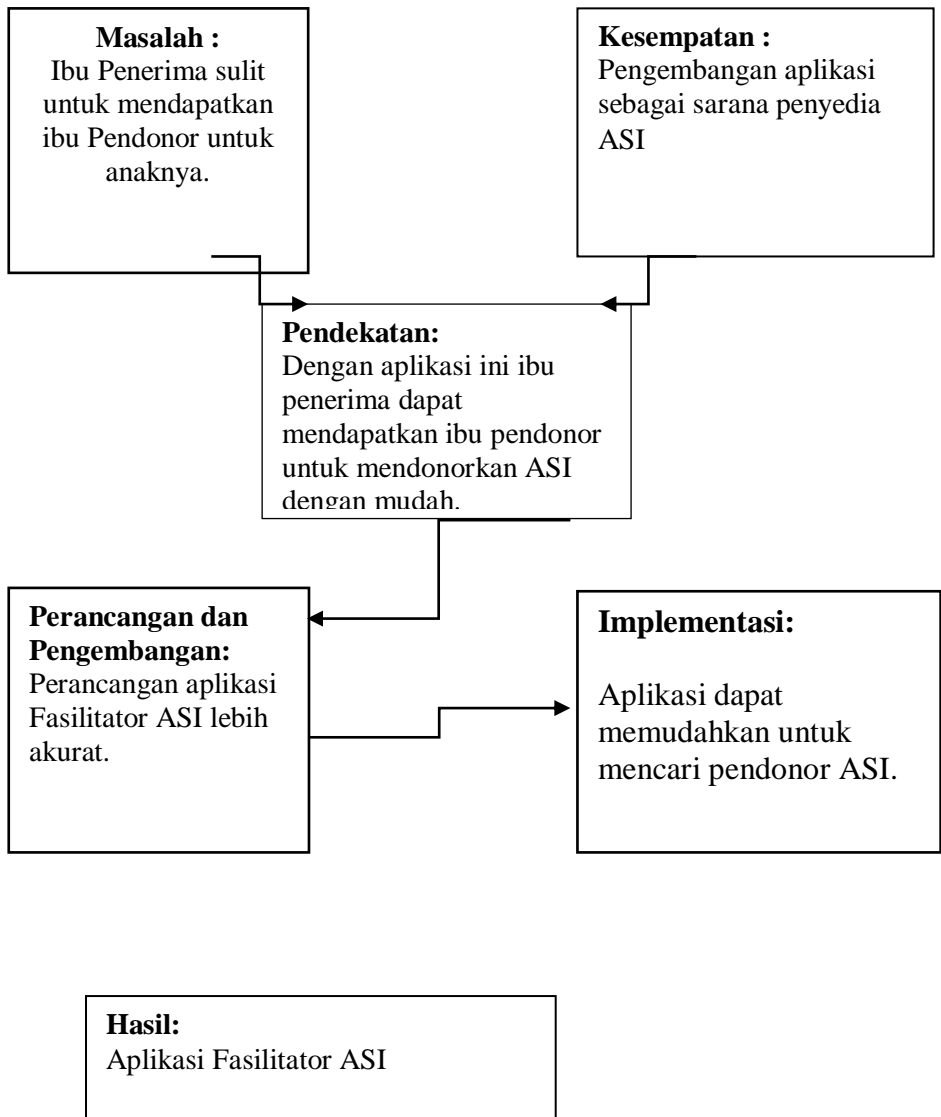 Masalah :
Ibu Penerima sulit
untuk mendapatkan
ibu Pendonor untuk
anaknya.
Kesempatan :
Pengembangan aplikasi
sebagai sarana penyedia
ASI
Pendekatan:
Dengan aplikasi ini ibu
penerima dapat
mendapatkan ibu pendonor
untuk mendonorkan ASI
dengan mudah.
Perancangan dan
Pengembangan:
Perancangan aplikasi
Fasilitator ASI lebih
akurat.
Implementasi:
Aplikasi dapat
memudahkan untuk
mencari pendonor ASI.
Hasil:
Aplikasi Fasilitator ASI